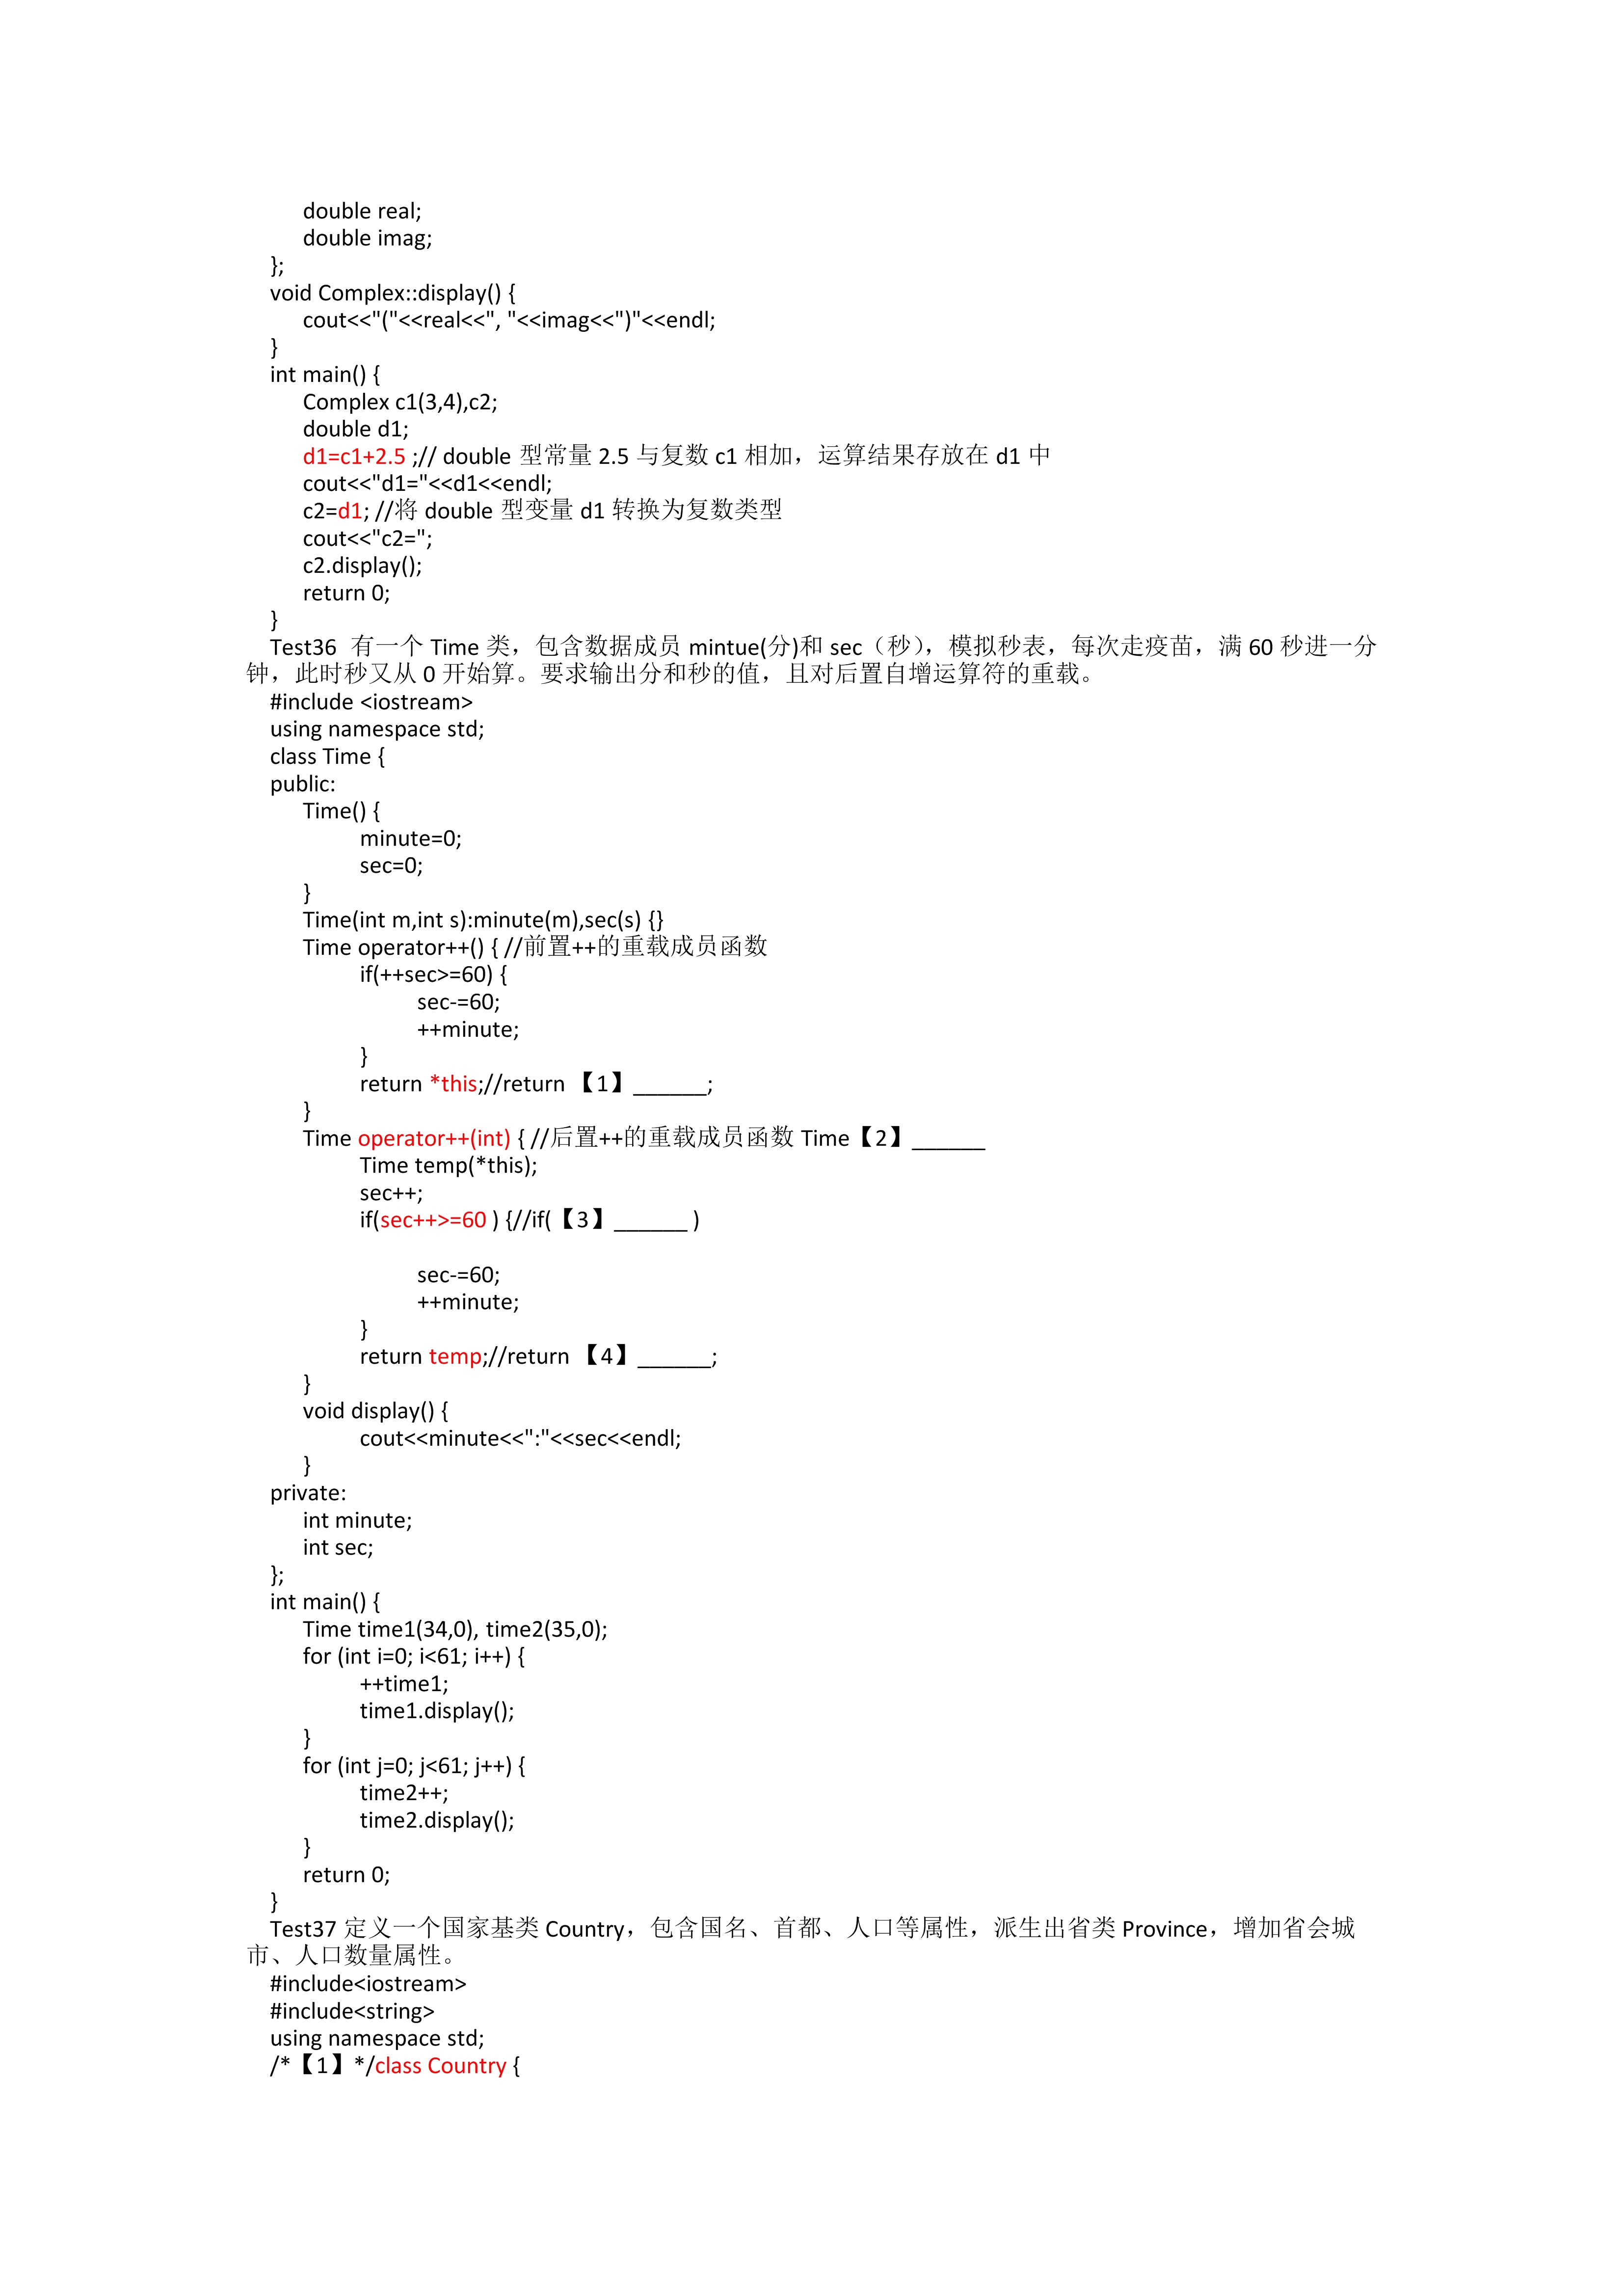 double real;
double imag;
};
void Complex::display() {
cout<<"("<<real<<", "<<imag<<")"<<endl;
}
int main() {
Complex c1(3,4),c2;
double d1;
d1=c1+2.5 ;// double 型常量 2.5 与复数 c1 相加，运算结果存放在 d1 中
cout<<"d1="<<d1<<endl;
c2=d1; //将 double 型变量 d1 转换为复数类型
cout<<"c2=";
c2.display();
return 0;
}
Test36 有一个 Time 类，包含数据成员 mintue(分)和 sec（秒），模拟秒表，每次走疫苗，满 60 秒进一分
钟，此时秒又从 0 开始算。要求输出分和秒的值，且对后置自增运算符的重载。
#include <iostream>
using namespace std;
class Time {
public:
Time() {
minute=0;
sec=0;
}
Time(int m,int s):minute(m),sec(s) {}
Time operator++() { //前置++的重载成员函数
if(++sec>=60) {
sec-=60;
++minute;
}
return *this;//return 【1】______;
}
Time operator++(int) { //后置++的重载成员函数 Time【2】______
Time temp(*this);
sec++;
if(sec++>=60 ) {//if(【3】______ )
sec-=60;
++minute;
}
return temp;//return 【4】______;
}
void display() {
cout<<minute<<":"<<sec<<endl;
}
private:
int minute;
int sec;
};
int main() {
Time time1(34,0), time2(35,0);
for (int i=0; i<61; i++) {
++time1;
time1.display();
}
for (int j=0; j<61; j++) {
time2++;
time2.display();
}
return 0;
}
Test37 定义一个国家基类 Country，包含国名、首都、人口等属性，派生出省类 Province，增加省会城
市、人口数量属性。
#include<iostream>
#include<string>
using namespace std;
/*【1】*/class Country {